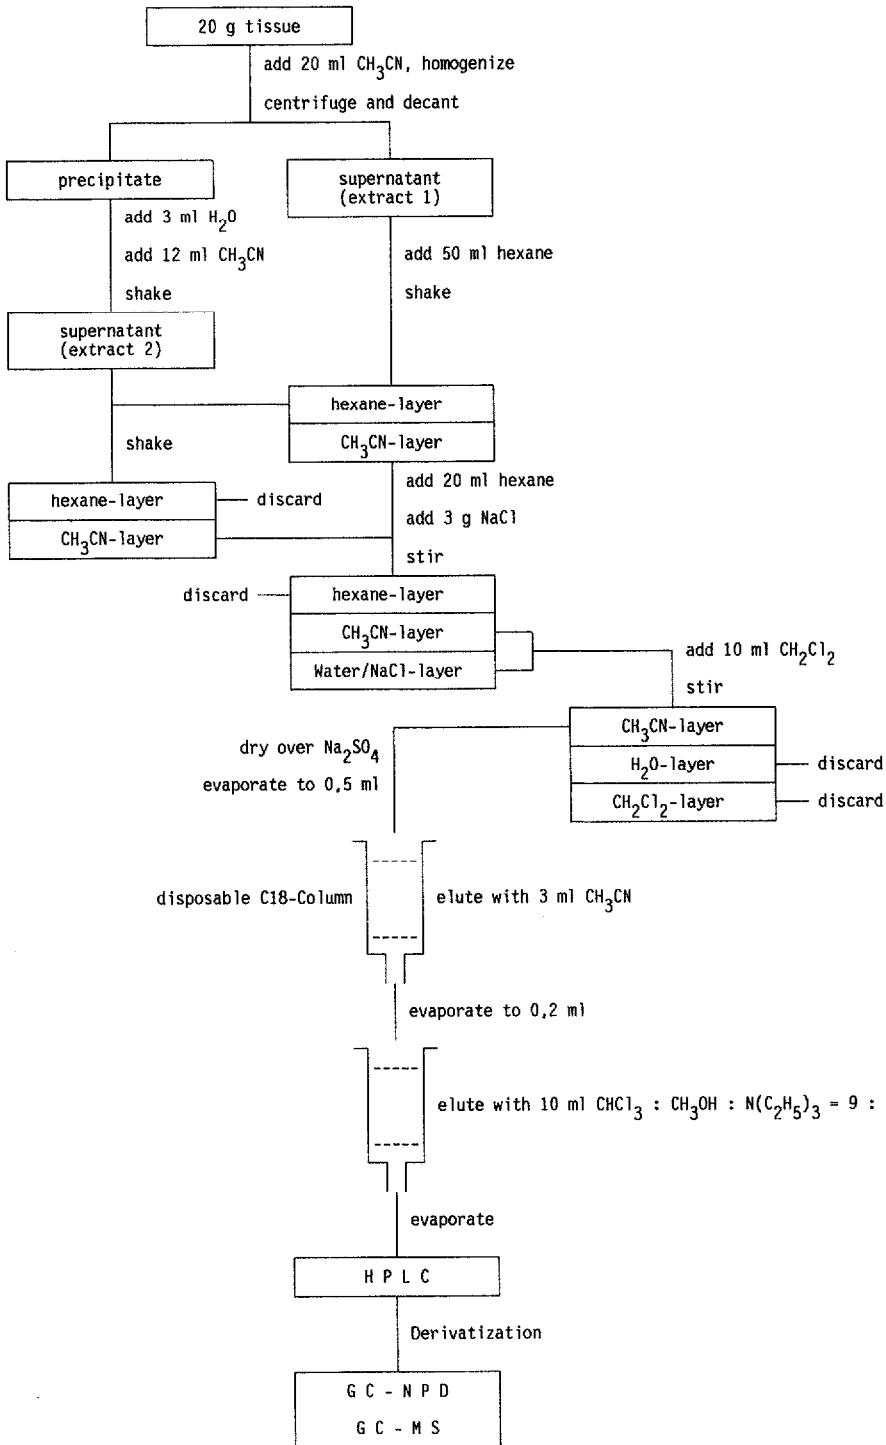 20 g tissue
add 20 ml CH₃CN, homogenize
centrifuge and decant
precipitate
supernatant
(extract 1)
add 3 ml H₂O
add 12 ml CH₃CN
shake
add 50 ml hexane
shake
supernatant
(extract 2)
hexane-layer
CH₃CN-layer
shake
add 20 ml hexane
add 3 g NaCl
stir
hexane-layer
discard
CH₃CN-layer
discard
hexane-layer
CH₃CN-layer
Water/NaCl-layer
add 10 ml CH₂Cl₂
stir
CH₃CN-layer
H₂O-layer
discard
CH₂Cl₂-layer
discard
dry over Na₂SO₄
evaporate to 0,5 ml
disposable C18-Column
elute with 3 ml CH₃CN
evaporate to 0,2 ml
elute with 10 ml CHCl₃ : CH₃OH : N(C₂H₅)₃ = 9 :
evaporate
H P L C
Derivatization
G C - N P D
G C - M S